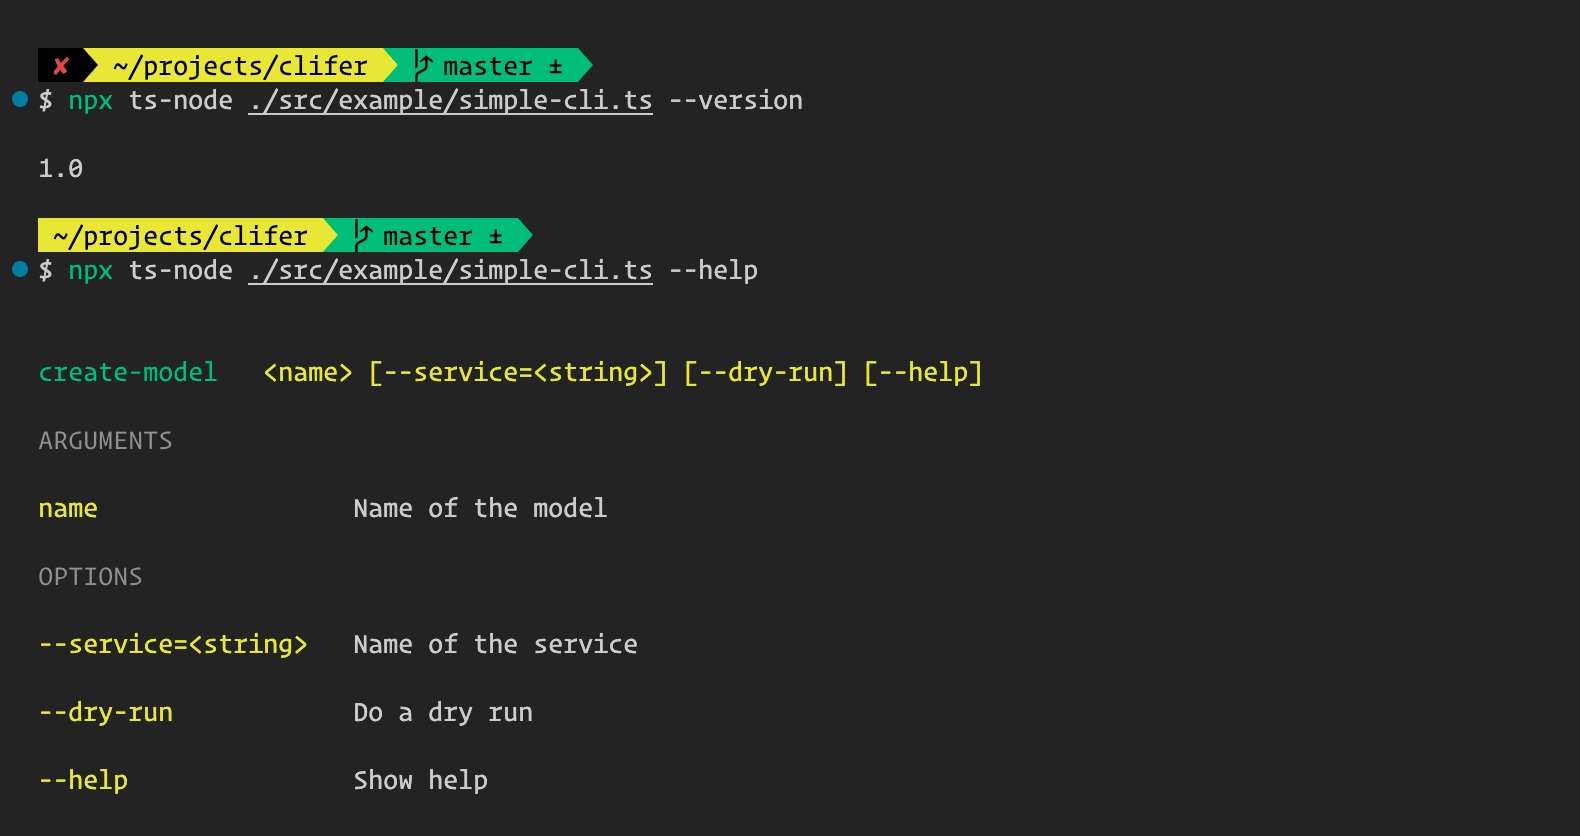 ✘ ~/projects/clifer master ±
$ npx ts-node ./src/example/simple-cli.ts --version
1.0
~/projects/clifer master ±
$ npx ts-node ./src/example/simple-cli.ts --help
create-model <name> [--service=<string>] [--dry-run] [--help]
ARGUMENTS
name Name of the model
OPTIONS
--service=<string> Name of the service
--dry-run Do a dry run
--help Show help